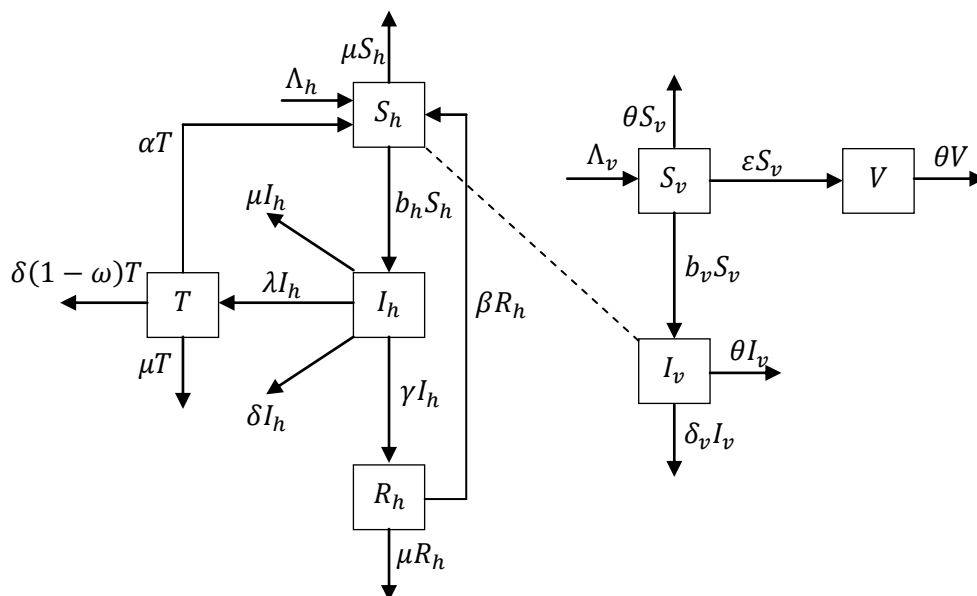 μS_h
Λ_h
S_h
αT
b_hS_h
μI_h
δ(1 − ω)T
T
λI_h
I_h
βR_h
μT
δI_h
γI_h
R_h
μR_h
θS_v
Λ_v
S_v
εS_v
V
θV
b_vS_v
I_v
θI_v
δ_vI_v